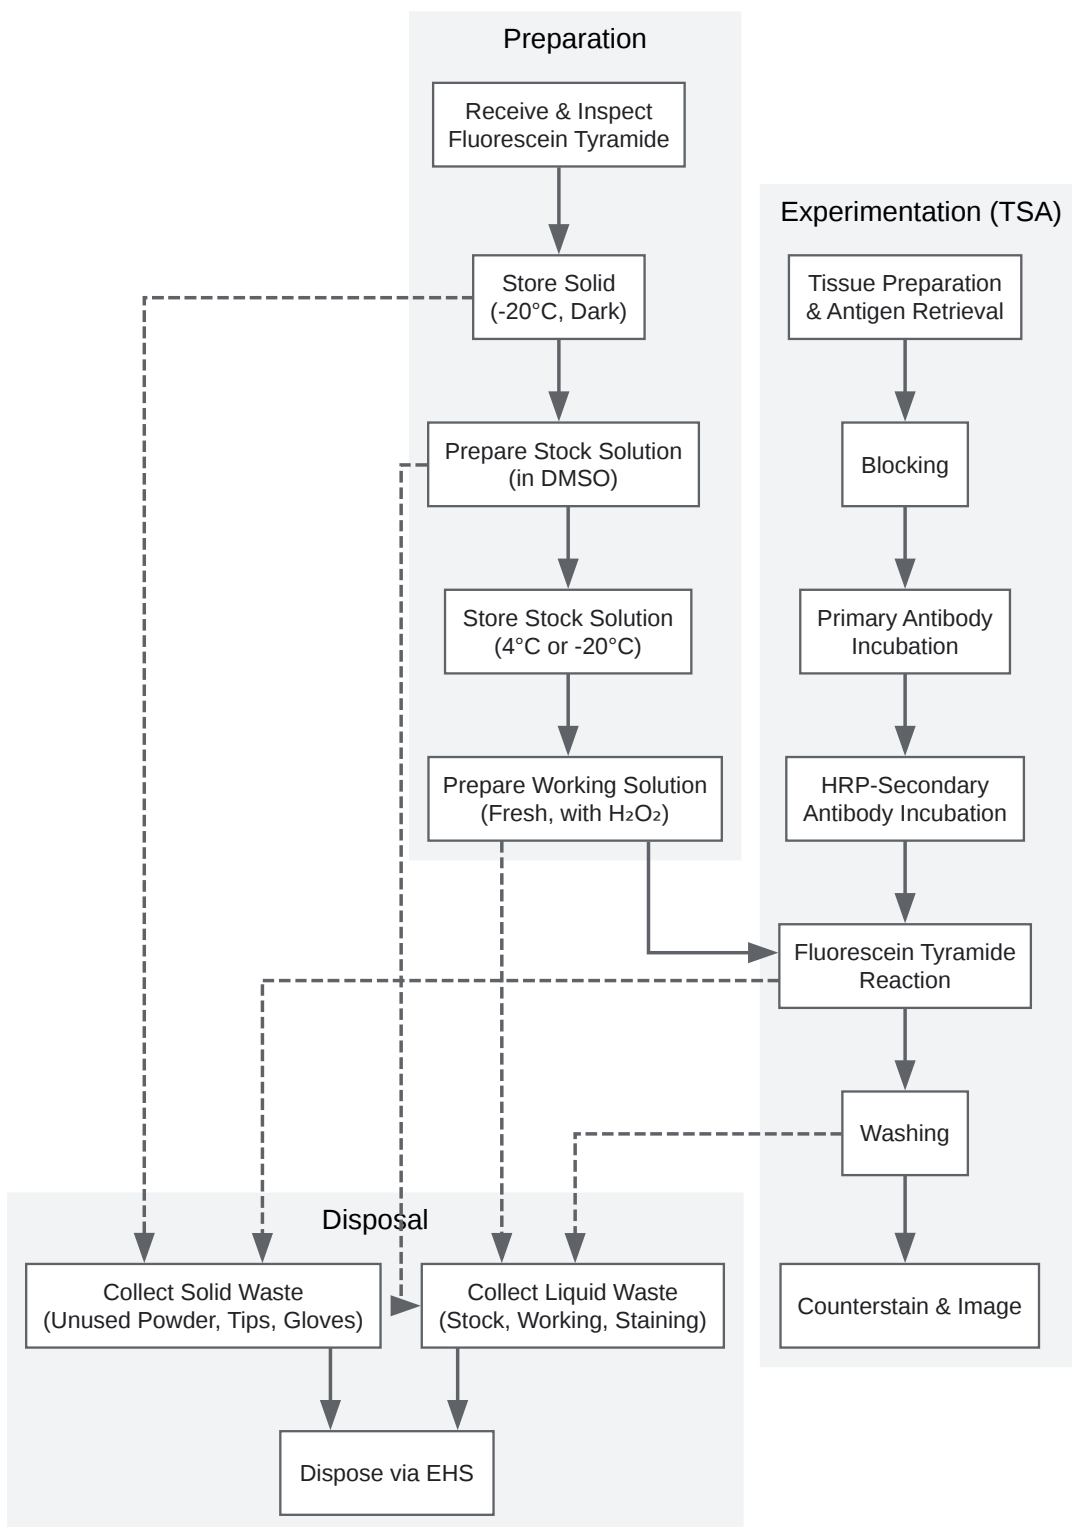 Preparation
Receive & Inspect
Fluorescein Tyramide
Store Solid
(-20°C, Dark)
Prepare Stock Solution
(in DMSO)
Store Stock Solution
(4°C or -20°C)
Prepare Working Solution
(Fresh, with H₂O₂)
Experimentation (TSA)
Tissue Preparation
& Antigen Retrieval
Blocking
Primary Antibody
Incubation
HRP-Secondary
Antibody Incubation
Fluorescein Tyramide
Reaction
Washing
Counterstain & Image
Disposal
Collect Solid Waste
(Unused Powder, Tips, Gloves)
Collect Liquid Waste
(Stock, Working, Staining)
Dispose via EHS